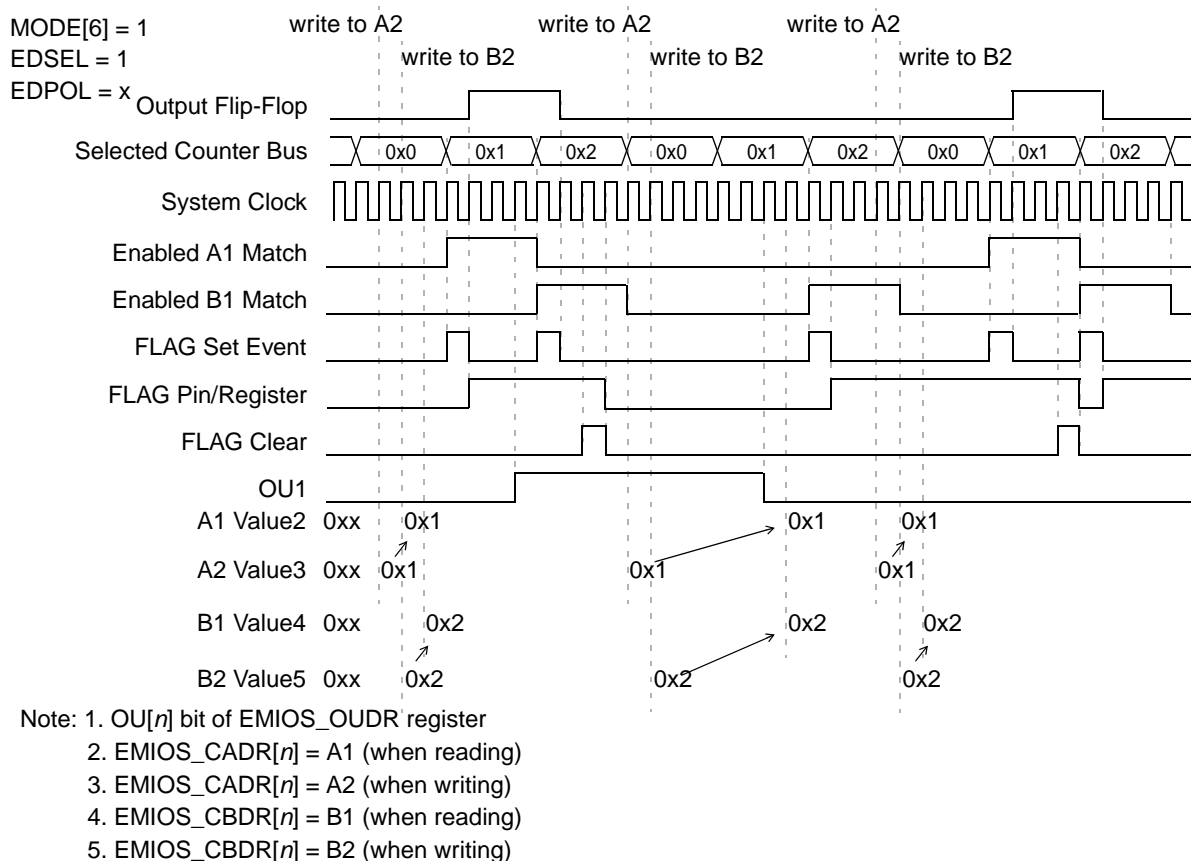 MODE[6] = 1
EDSEL = 1
EDPOL = x
write to A2 write to A2 write to A2
write to B2 write to B2 write to B2
Output Flip-Flop
Selected Counter Bus 0x0 0x1 0x2 0x0 0x1 0x2 0x0 0x1 0x2
System Clock
Enabled A1 Match
Enabled B1 Match
FLAG Set Event
FLAG Pin/Register
FLAG Clear
OU1
A1 Value2 0xx 0x1 0x1 0x1
A2 Value3 0xx 0x1 0x1 0x1
B1 Value4 0xx 0x2 0x2 0x2
B2 Value5 0xx 0x2 0x2 0x2
Note: 1. OU[n] bit of EMIOS_OUDR register
2. EMIOS_CADR[n] = A1 (when reading)
3. EMIOS_CADR[n] = A2 (when writing)
4. EMIOS_CBDR[n] = B1 (when reading)
5. EMIOS_CBDR[n] = B2 (when writing)